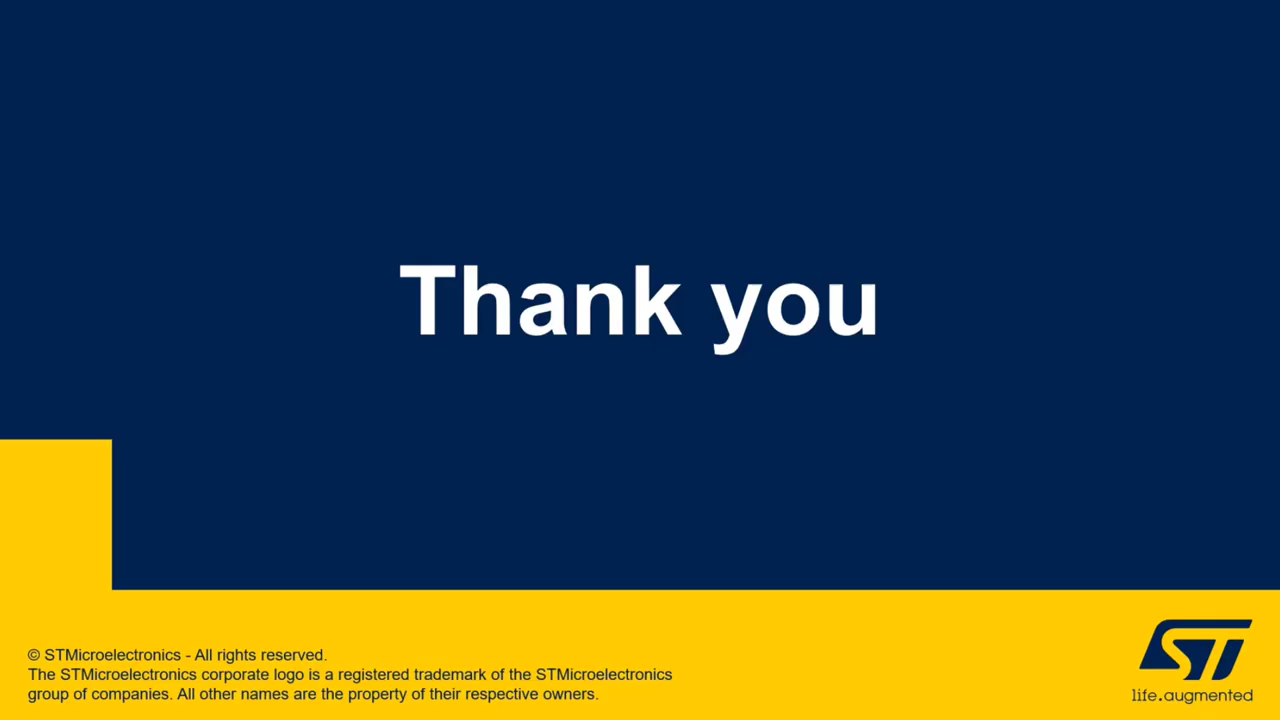 Thank you
© STMicroelectronics - All rights reserved.
The STMicroelectronics corporate logo is a registered trademark of the STMicroelectronics
group of companies. All other names are the property of their respective owners.
ST
life.augmented